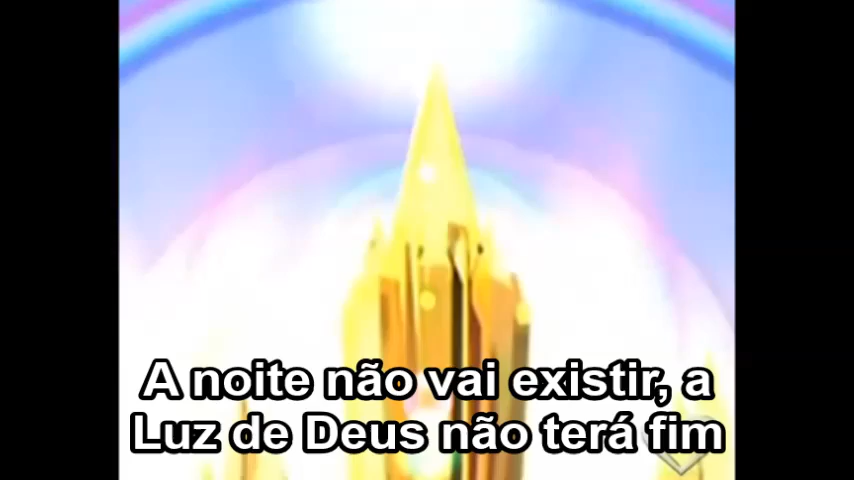 A noite não vai existir, a
Luz de Deus não terá fim